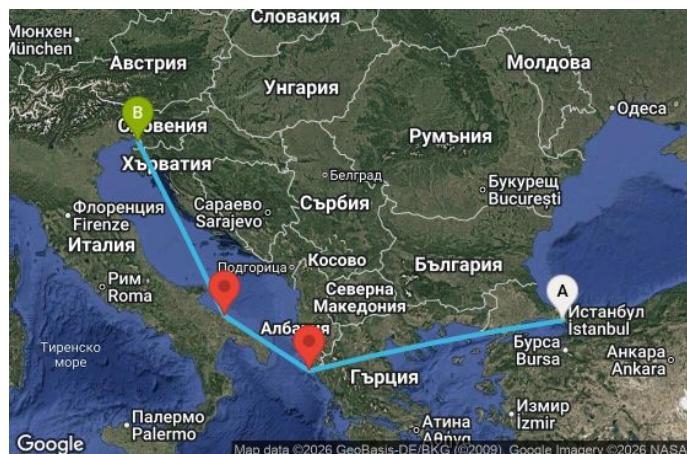 Словакия
Мюнхен
München
Австрия
Молдова
Унгария
Одеса
B
Словения
Румъния
Хърватия
Белград
Букурещ
Bucureşti
Флоренция
Firenze
Сараево
Sarajevo
Сърбия
Италия
Подгорица
Косово
България
Рим
Roma
Северна
Македония
A
Истанбул
İstanbul
Албания
Бурса
Bursa
Анкара
Ankara
Тиренско
море
Гърция
Палермо
Palermo
Атина
Αθήνα
Измир
İzmir
Google
Map data ©2026 GeoBasis-DE/BKG (©2009), Google Imagery ©2026 NASA